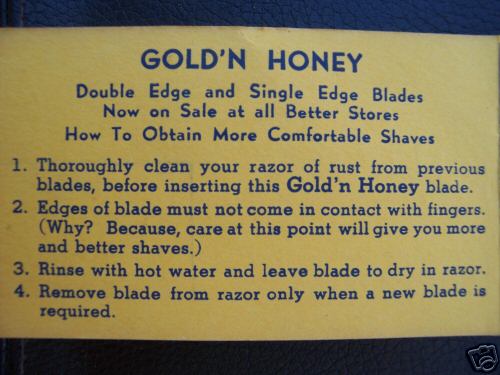 GOLD'N HONEY
Double Edge and Single Edge Blades
Now on Sale at all Better Stores
How To Obtain More Comfortable Shaves
1. Thoroughly clean your razor of rust from previous
blades, before inserting this Gold'n Honey blade.
2. Edges of blade must not come in contact with fingers.
(Why? Because, care at this point will give you more
and better shaves.)
3. Rinse with hot water and leave blade to dry in razor.
4. Remove blade from razor only when a new blade is
required.